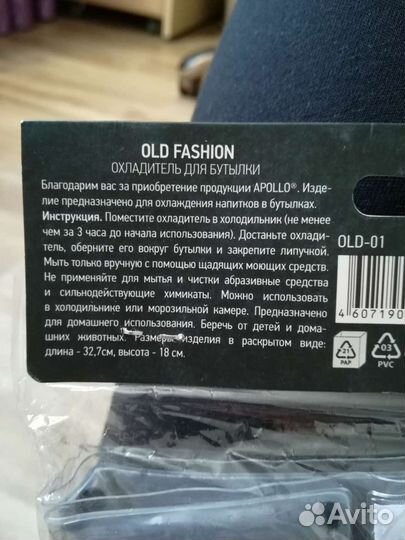 OLD FASHION
ОХЛАДИТЕЛЬ ДЛЯ БУТЫЛКИ
Благодарим вас за приобретение продукции APOLLO®. Изде-
лие предназначено для охлаждения напитков в бутылках.
Инструкция. Поместите охладитель в холодильник (не менее
чем за 3 часа до начала использования). Достаньте охлади-
тель, оберните его вокруг бутылки и закрепите липучкой.
Мыть только вручную с помощью щадящих моющих средств.
Не применяйте для мытья и чистки абразивные средства
и сильнодействующие химикаты. Можно использовать
в холодильнике или морозильной камере. Предназначено
для домашнего использования. Беречь от детей и дома-
шних животных. Размеры изделия в раскрытом виде:
длина - 32,7см, высота - 18 см.
OLD-01
4 607190
21
PAP
03
PVC
Avito